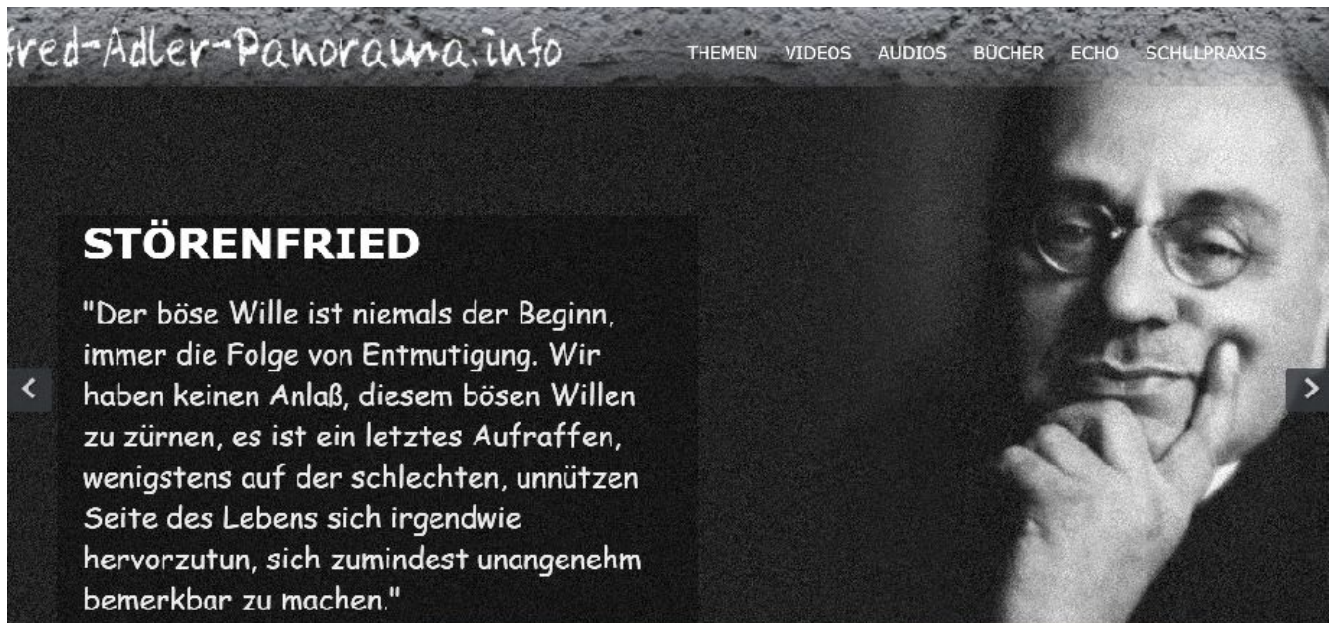 fred-Adler-Panorama.info
THEMEN VIDEOS AUDIOS BÜCHER ECHO SCHULPRAXIS
STÖRENFRIED
"Der böse Wille ist niemals der Beginn,
immer die Folge von Entmutigung. Wir
haben keinen Anlaß, diesem bösen Willen
zu zürnen, es ist ein letztes Aufraffen,
wenigstens auf der schlechten, unnützen
Seite des Lebens sich irgendwie
hervorzutun, sich zumindest unangenehm
bemerkbar zu machen."